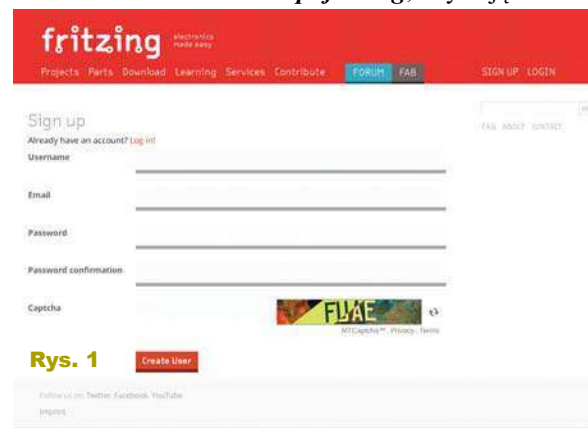 fritzing electronics made easy
Projects Parts Download Learning Services Contribute FORUM FAB SIGN UP LOGIN
Sign up
Already have an account? Log in!
FAQ ABOUT CONTACT
Username
Email
Password
Password confirmation
Captcha
MTCaptcha™ . Privacy . Terms
Rys. 1
Create User
Follow us on: Twitter, Facebook, YouTube
Imprint